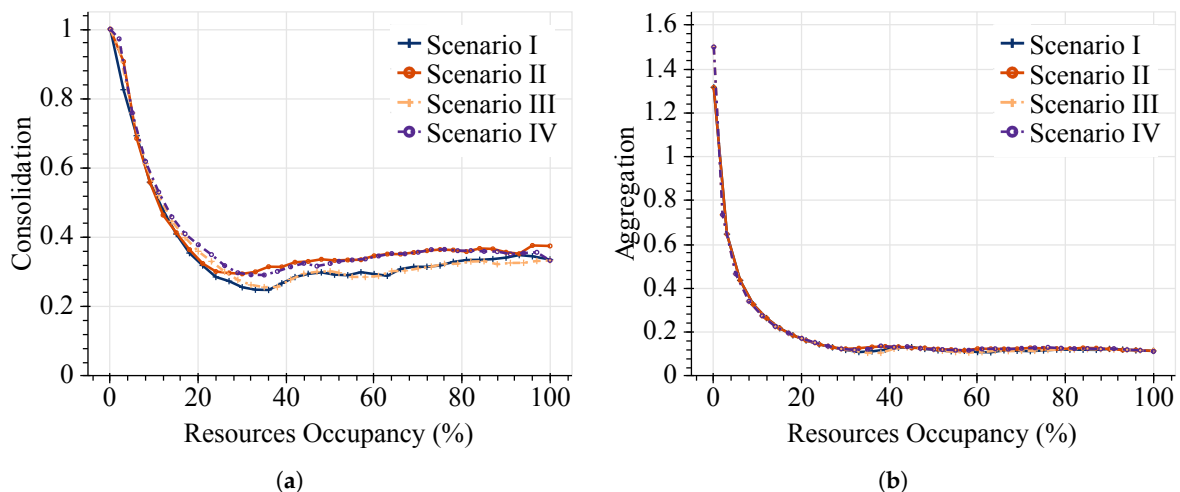 1
0.8
0.6
0.4
0.2
0
Consolidation
0
20
40
60
80
100
Resources Occupancy (%)
Scenario I
Scenario II
Scenario III
Scenario IV
(a)
1.6
1.4
1.2
1
0.8
0.6
0.4
0.2
0
Aggregation
0
20
40
60
80
100
Resources Occupancy (%)
Scenario I
Scenario II
Scenario III
Scenario IV
(b)